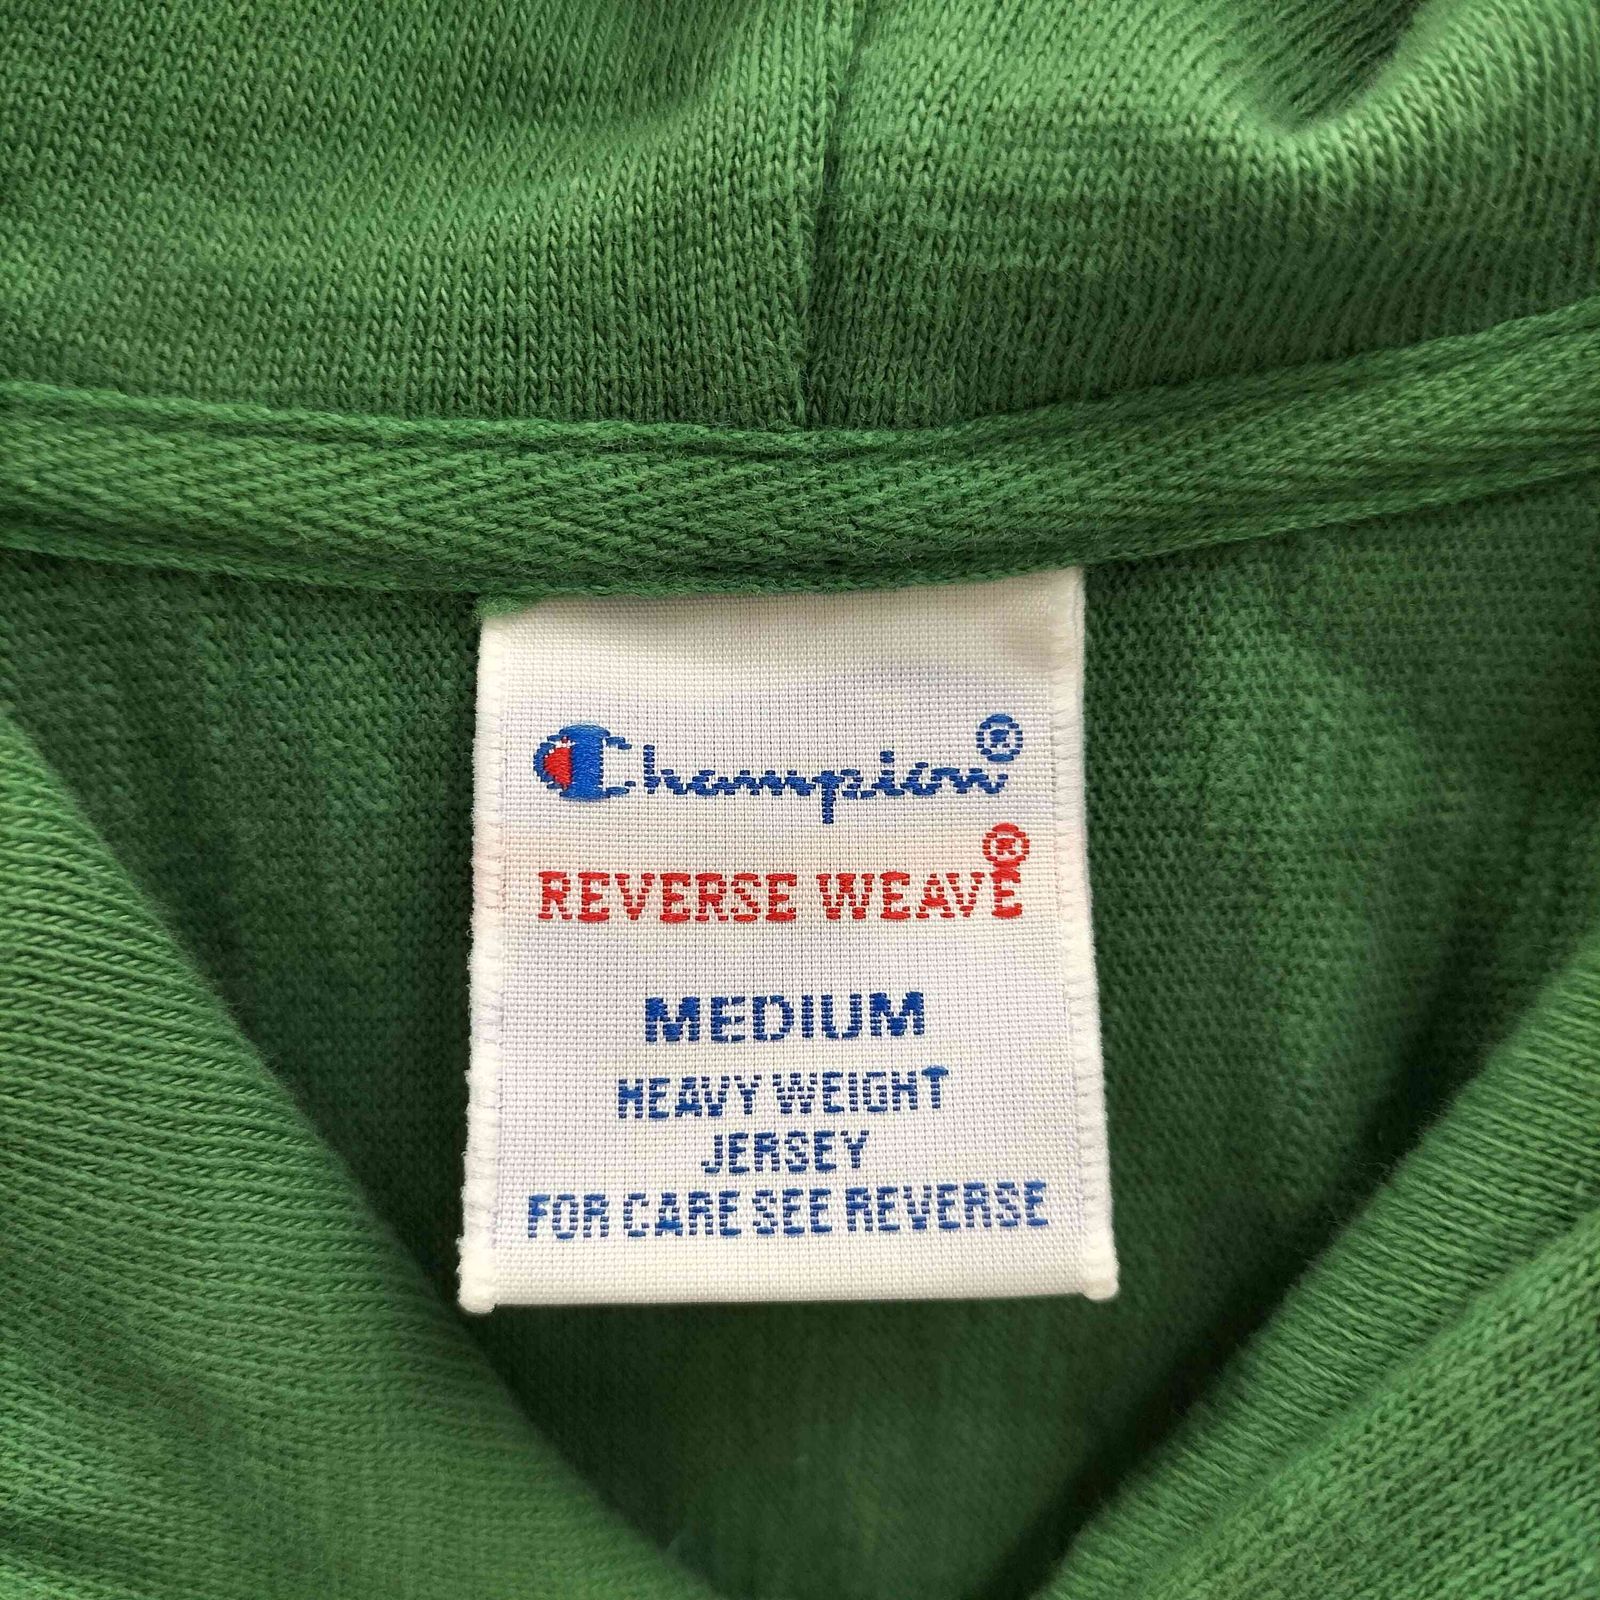 Champion®
REVERSE WEAVE®
MEDIUM
HEAVY WEIGHT
JERSEY
FOR CARE SEE REVERSE